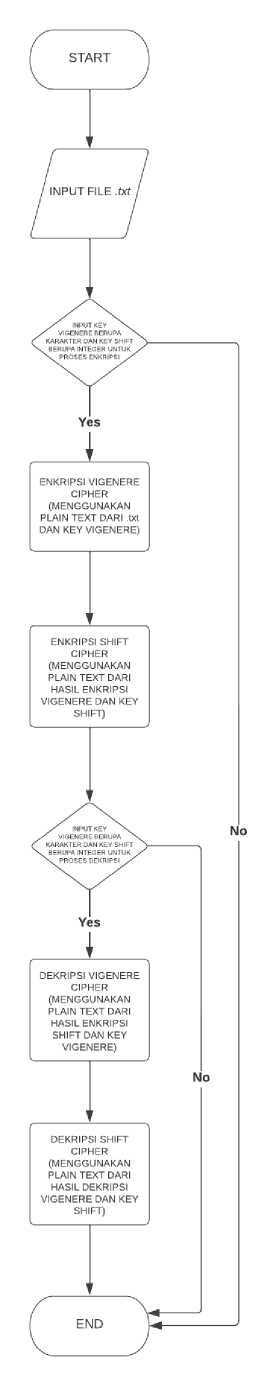 START
INPUT FILE .txt
INPUT KEY
VIGENERE BERUPA
KARAKTER DAN KEY SHIFT
BERUPA INTEGER UNTUK
PROSES ENKRIPSI
Yes
ENKRIPSI VIGENERE
CIPHER
(MENGGUNAKAN
PLAIN TEXT DARI .txt
DAN KEY VIGENERE)
ENKRIPSI SHIFT
CIPHER
(MENGGUNAKAN
PLAIN TEXT DARI
HASIL ENKRIPSI
VIGENERE DAN KEY
SHIFT)
INPUT KEY
VIGENERE BERUPA
KARAKTER DAN KEY SHIFT
BERUPA INTEGER UNTUK
PROSES DEKRIPSI
No
Yes
DEKRIPSI VIGENERE
CIPHER
(MENGGUNAKAN
PLAIN TEXT DARI
HASIL ENKRIPSI
SHIFT DAN KEY
VIGENERE)
No
DEKRIPSI SHIFT
CIPHER
(MENGGUNAKAN
PLAIN TEXT DARI
HASIL DEKRIPSI
VIGENERE DAN KEY
SHIFT)
END